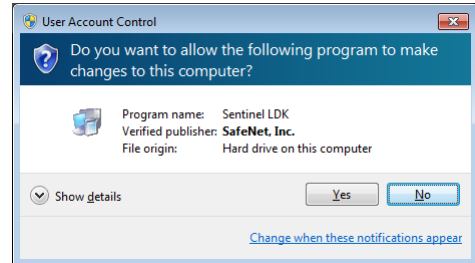 User Account Control
Do you want to allow the following program to make
changes to this computer?
Program name: Sentinel LDK
Verified publisher: SafeNet, Inc.
File origin: Hard drive on this computer
Show details
Yes
No
Change when these notifications appear